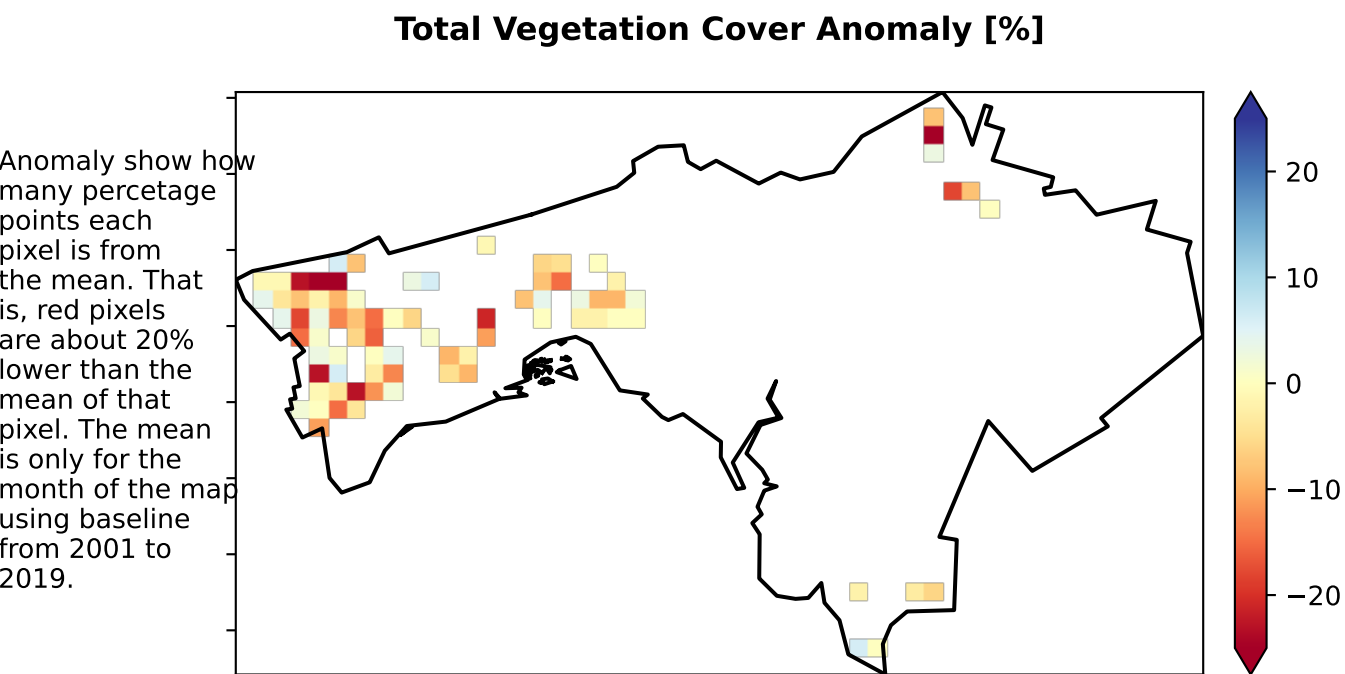 Total Vegetation Cover Anomaly [%]
Anomaly show how
many percetage
points each
pixel is from
the mean. That
is, red pixels
are about 20%
lower than the
mean of that
pixel. The mean
is only for the
month of the map
using baseline
from 2001 to
2019.
20
10
0
−10
−20